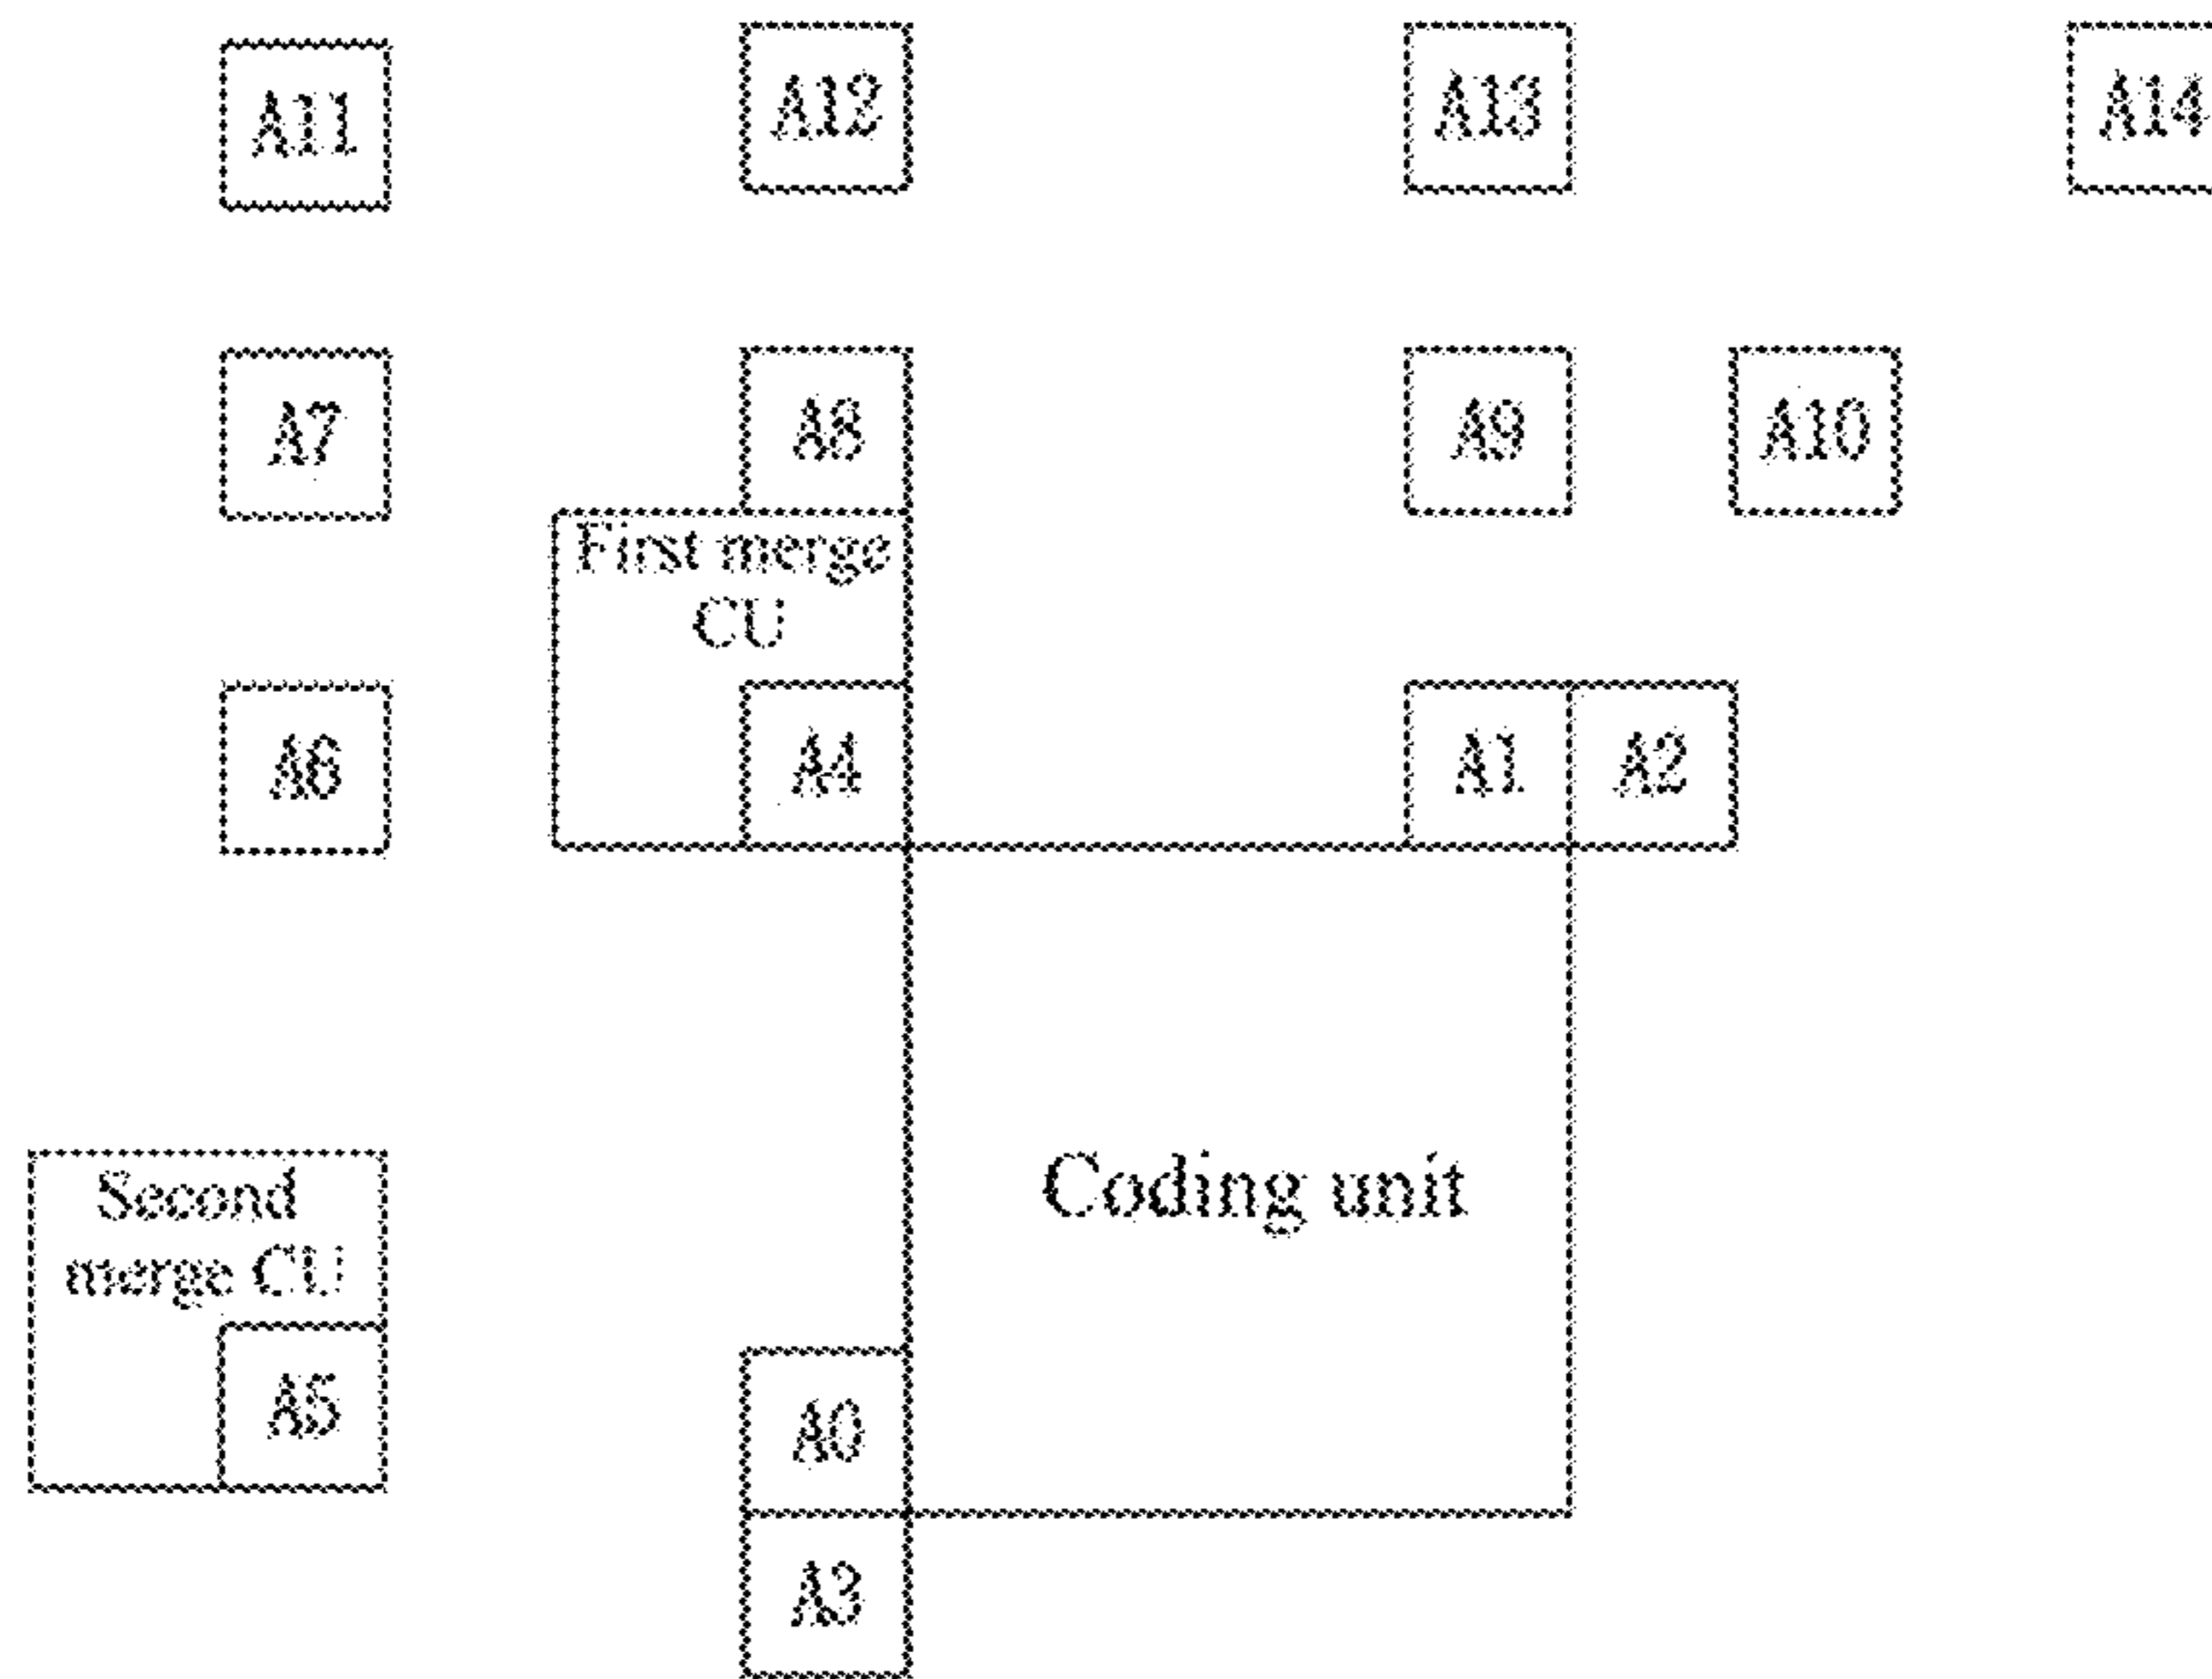 A11
A12
A13
A14
A7
A8
A9
A10
First merge
CU
A6
A4
A1
A2
Coding unit
Second
merge CU
A5
A0
A3